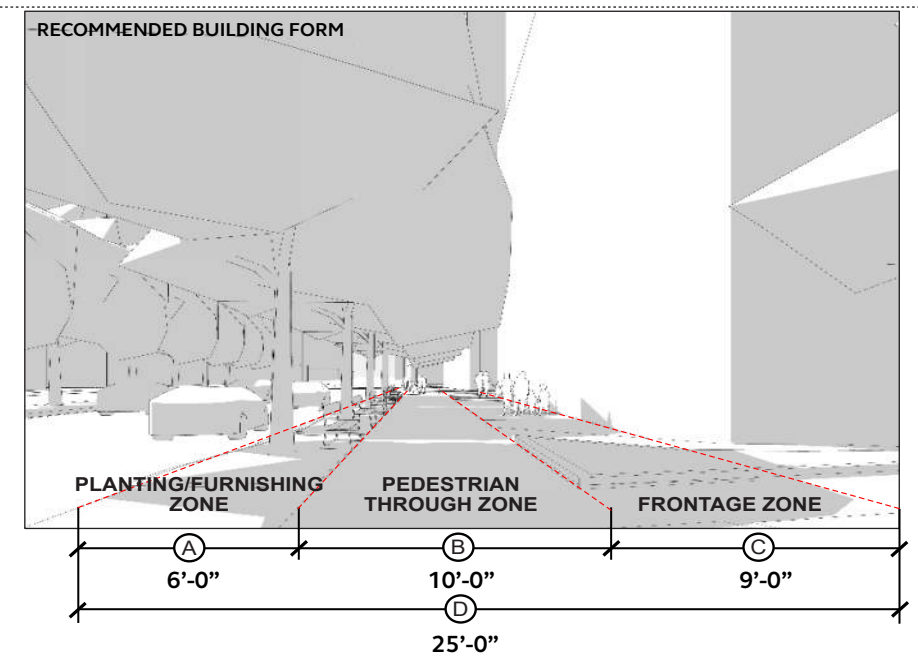 RECOMMENDED BUILDING FORM
PLANTING/FURNISHING
ZONE
PEDESTRIAN
THROUGH ZONE
FRONTAGE ZONE
A
B
C
6’-0”
10’-0”
9’-0”
D
25’-0”